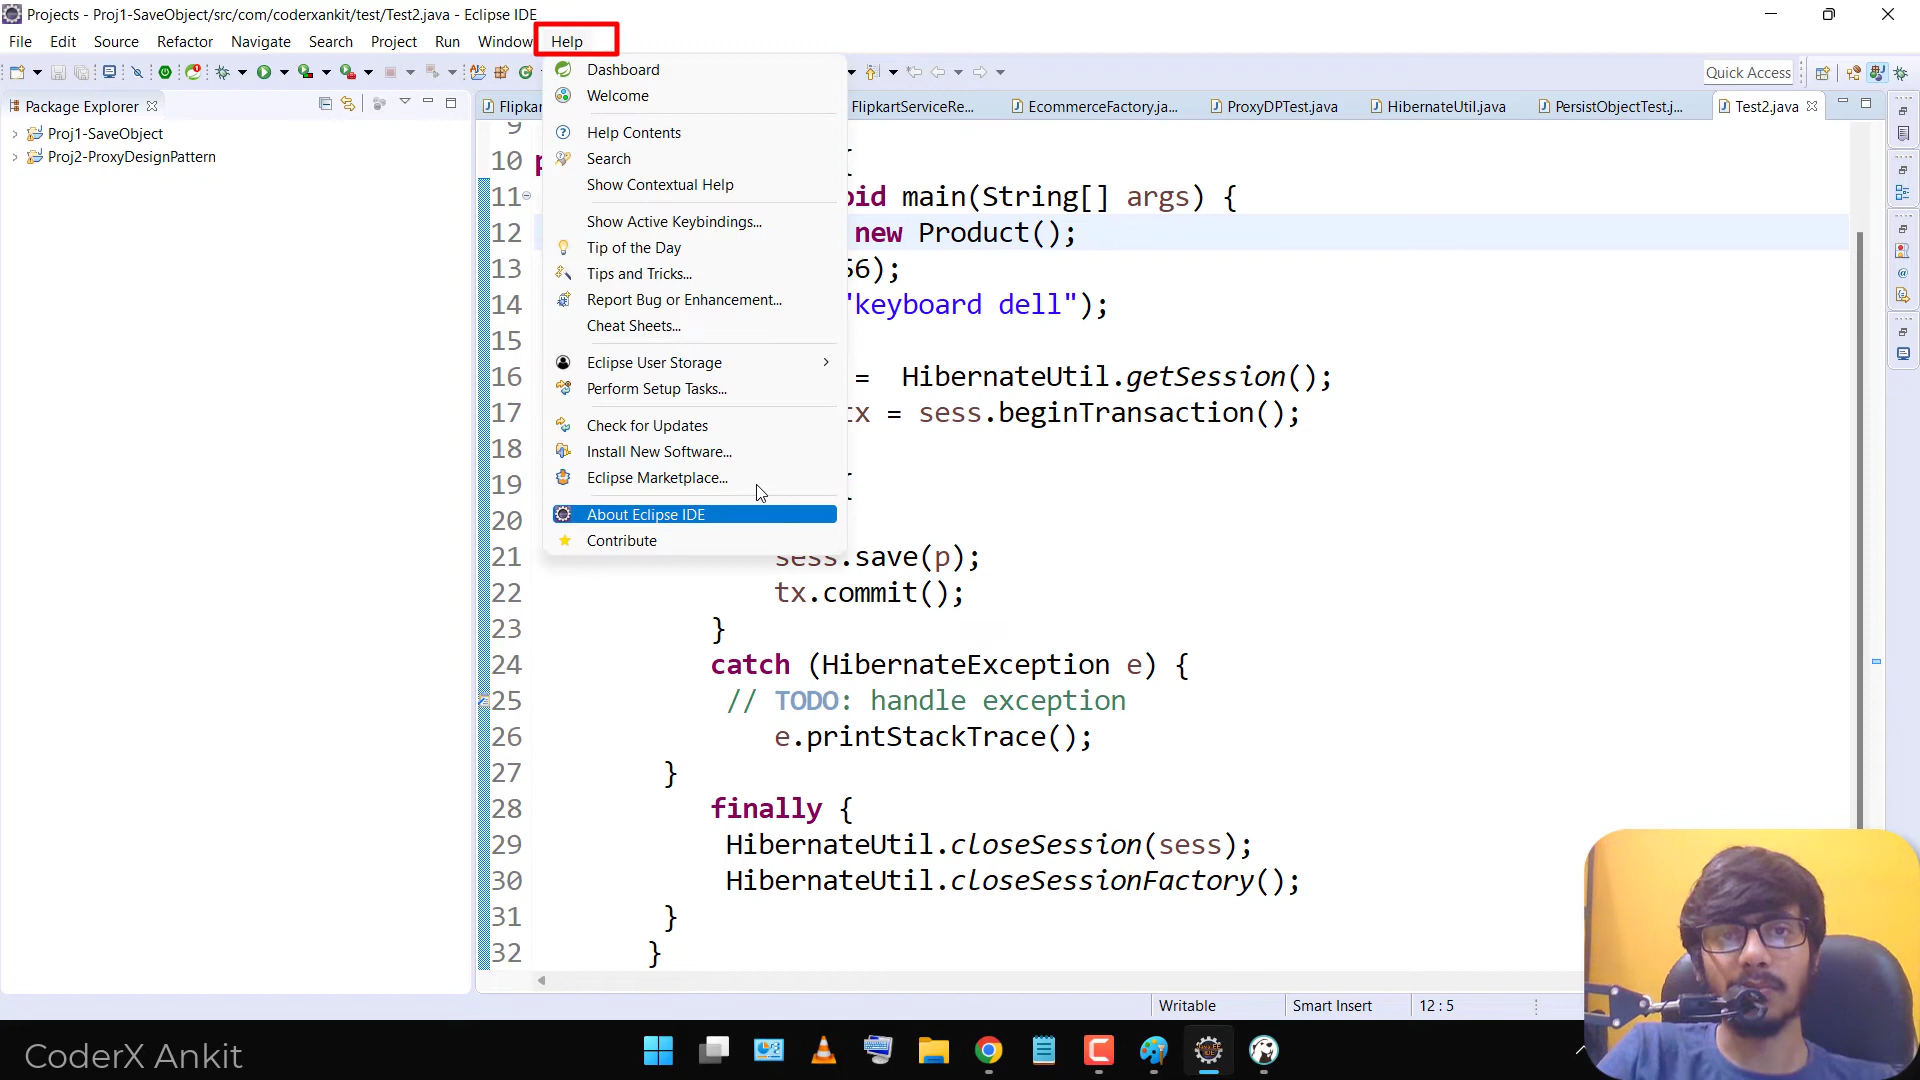 Projects - Proj1-SaveObject/src/com/coderxankit/test/Test2.java - Eclipse IDE
File Edit Source Refactor Navigate Search Project Run Window Help
Quick Access
Package Explorer
Proj1-SaveObject
Proj2-ProxyDesignPattern
Dashboard
Welcome
Help Contents
Search
Show Contextual Help
Show Active Keybindings...
Tip of the Day
Tips and Tricks...
Report Bug or Enhancement...
Cheat Sheets...
Eclipse User Storage
Perform Setup Tasks...
Check for Updates
Install New Software...
Eclipse Marketplace...
About Eclipse IDE
Contribute
Flipkar FlipkartServiceRe... EcommerceFactory.ja... ProxyDPTest.java HibernateUtil.java PersistObjectTest.j... Test2.java
9
10 p {
11 oid main(String[] args) {
12 new Product();
13 56);
14 "keyboard dell");
15
16 = HibernateUtil.getSession();
17 tx = sess.beginTransaction();
18
19 {
20
21 sess.save(p);
22 tx.commit();
23 }
24 catch (HibernateException e) {
25 // TODO: handle exception
26 e.printStackTrace();
27 }
28 finally {
29 HibernateUtil.closeSession(sess);
30 HibernateUtil.closeSessionFactory();
31 }
32 }
Writable Smart Insert 12 : 5
CoderX Ankit